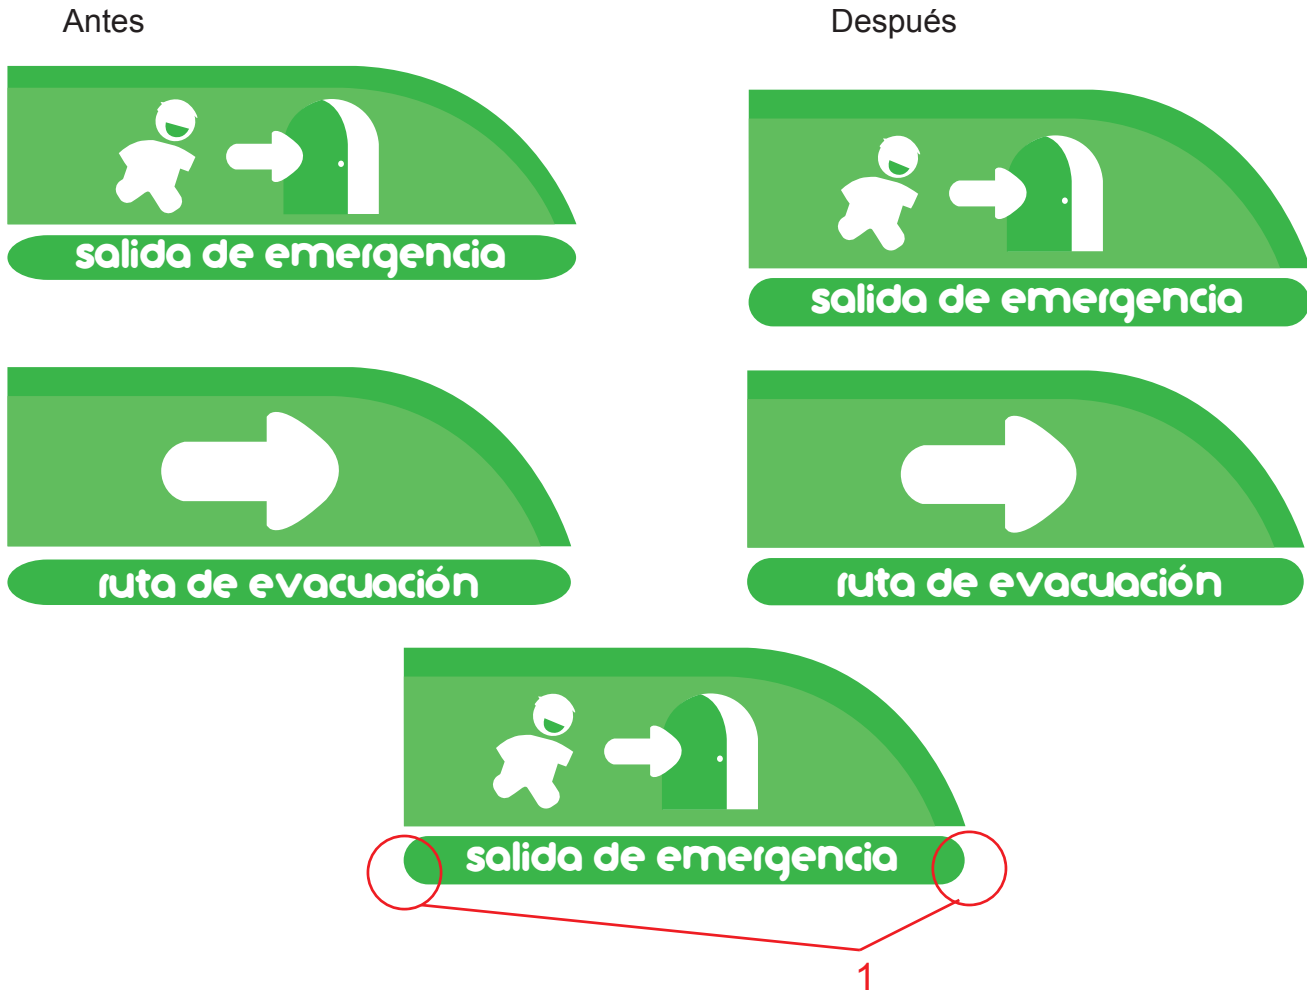 Antes
Después
salida de emergencia
salida de emergencia
ruta de evacuación
ruta de evacuación
salida de emergencia
1